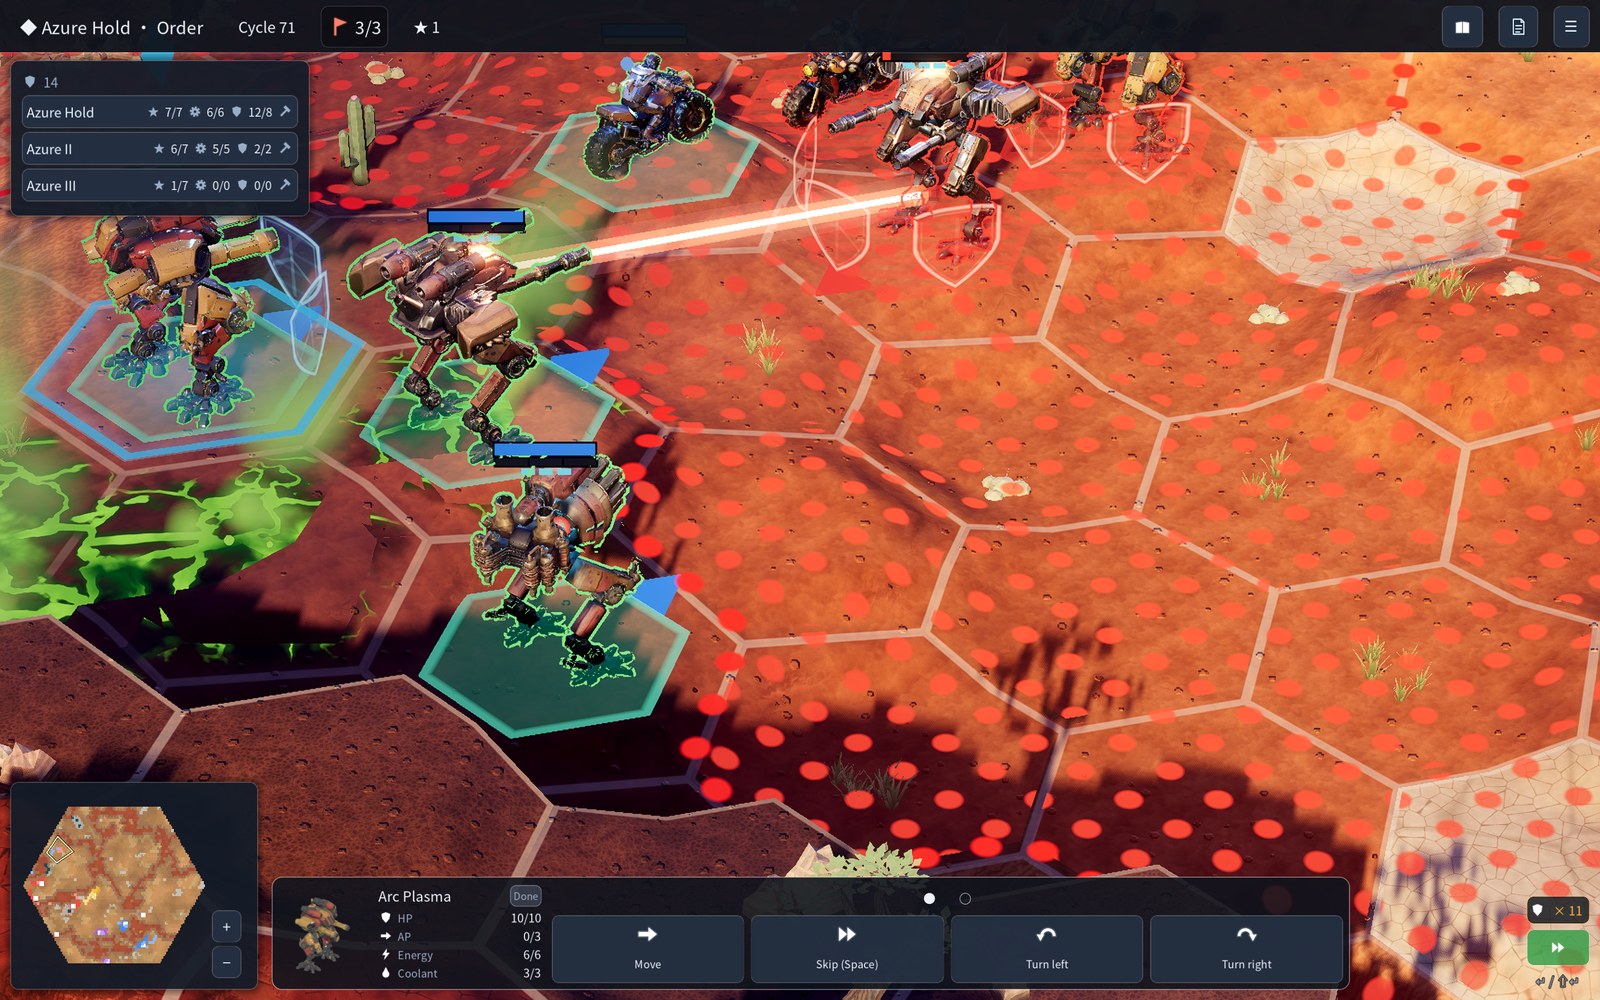 Azure Hold • Order Cycle 71 3/3 ★ 1
14
Azure Hold 7/7 6/6 12/8
Azure II 6/7 5/5 2/2
Azure III 1/7 0/0 0/0
Arc Plasma Done
HP 10/10
AP 0/3
Energy 6/6
Coolant 3/3
Move
Skip (Space)
Turn left
Turn right
+
−
× 11
⏎/⇧⏎